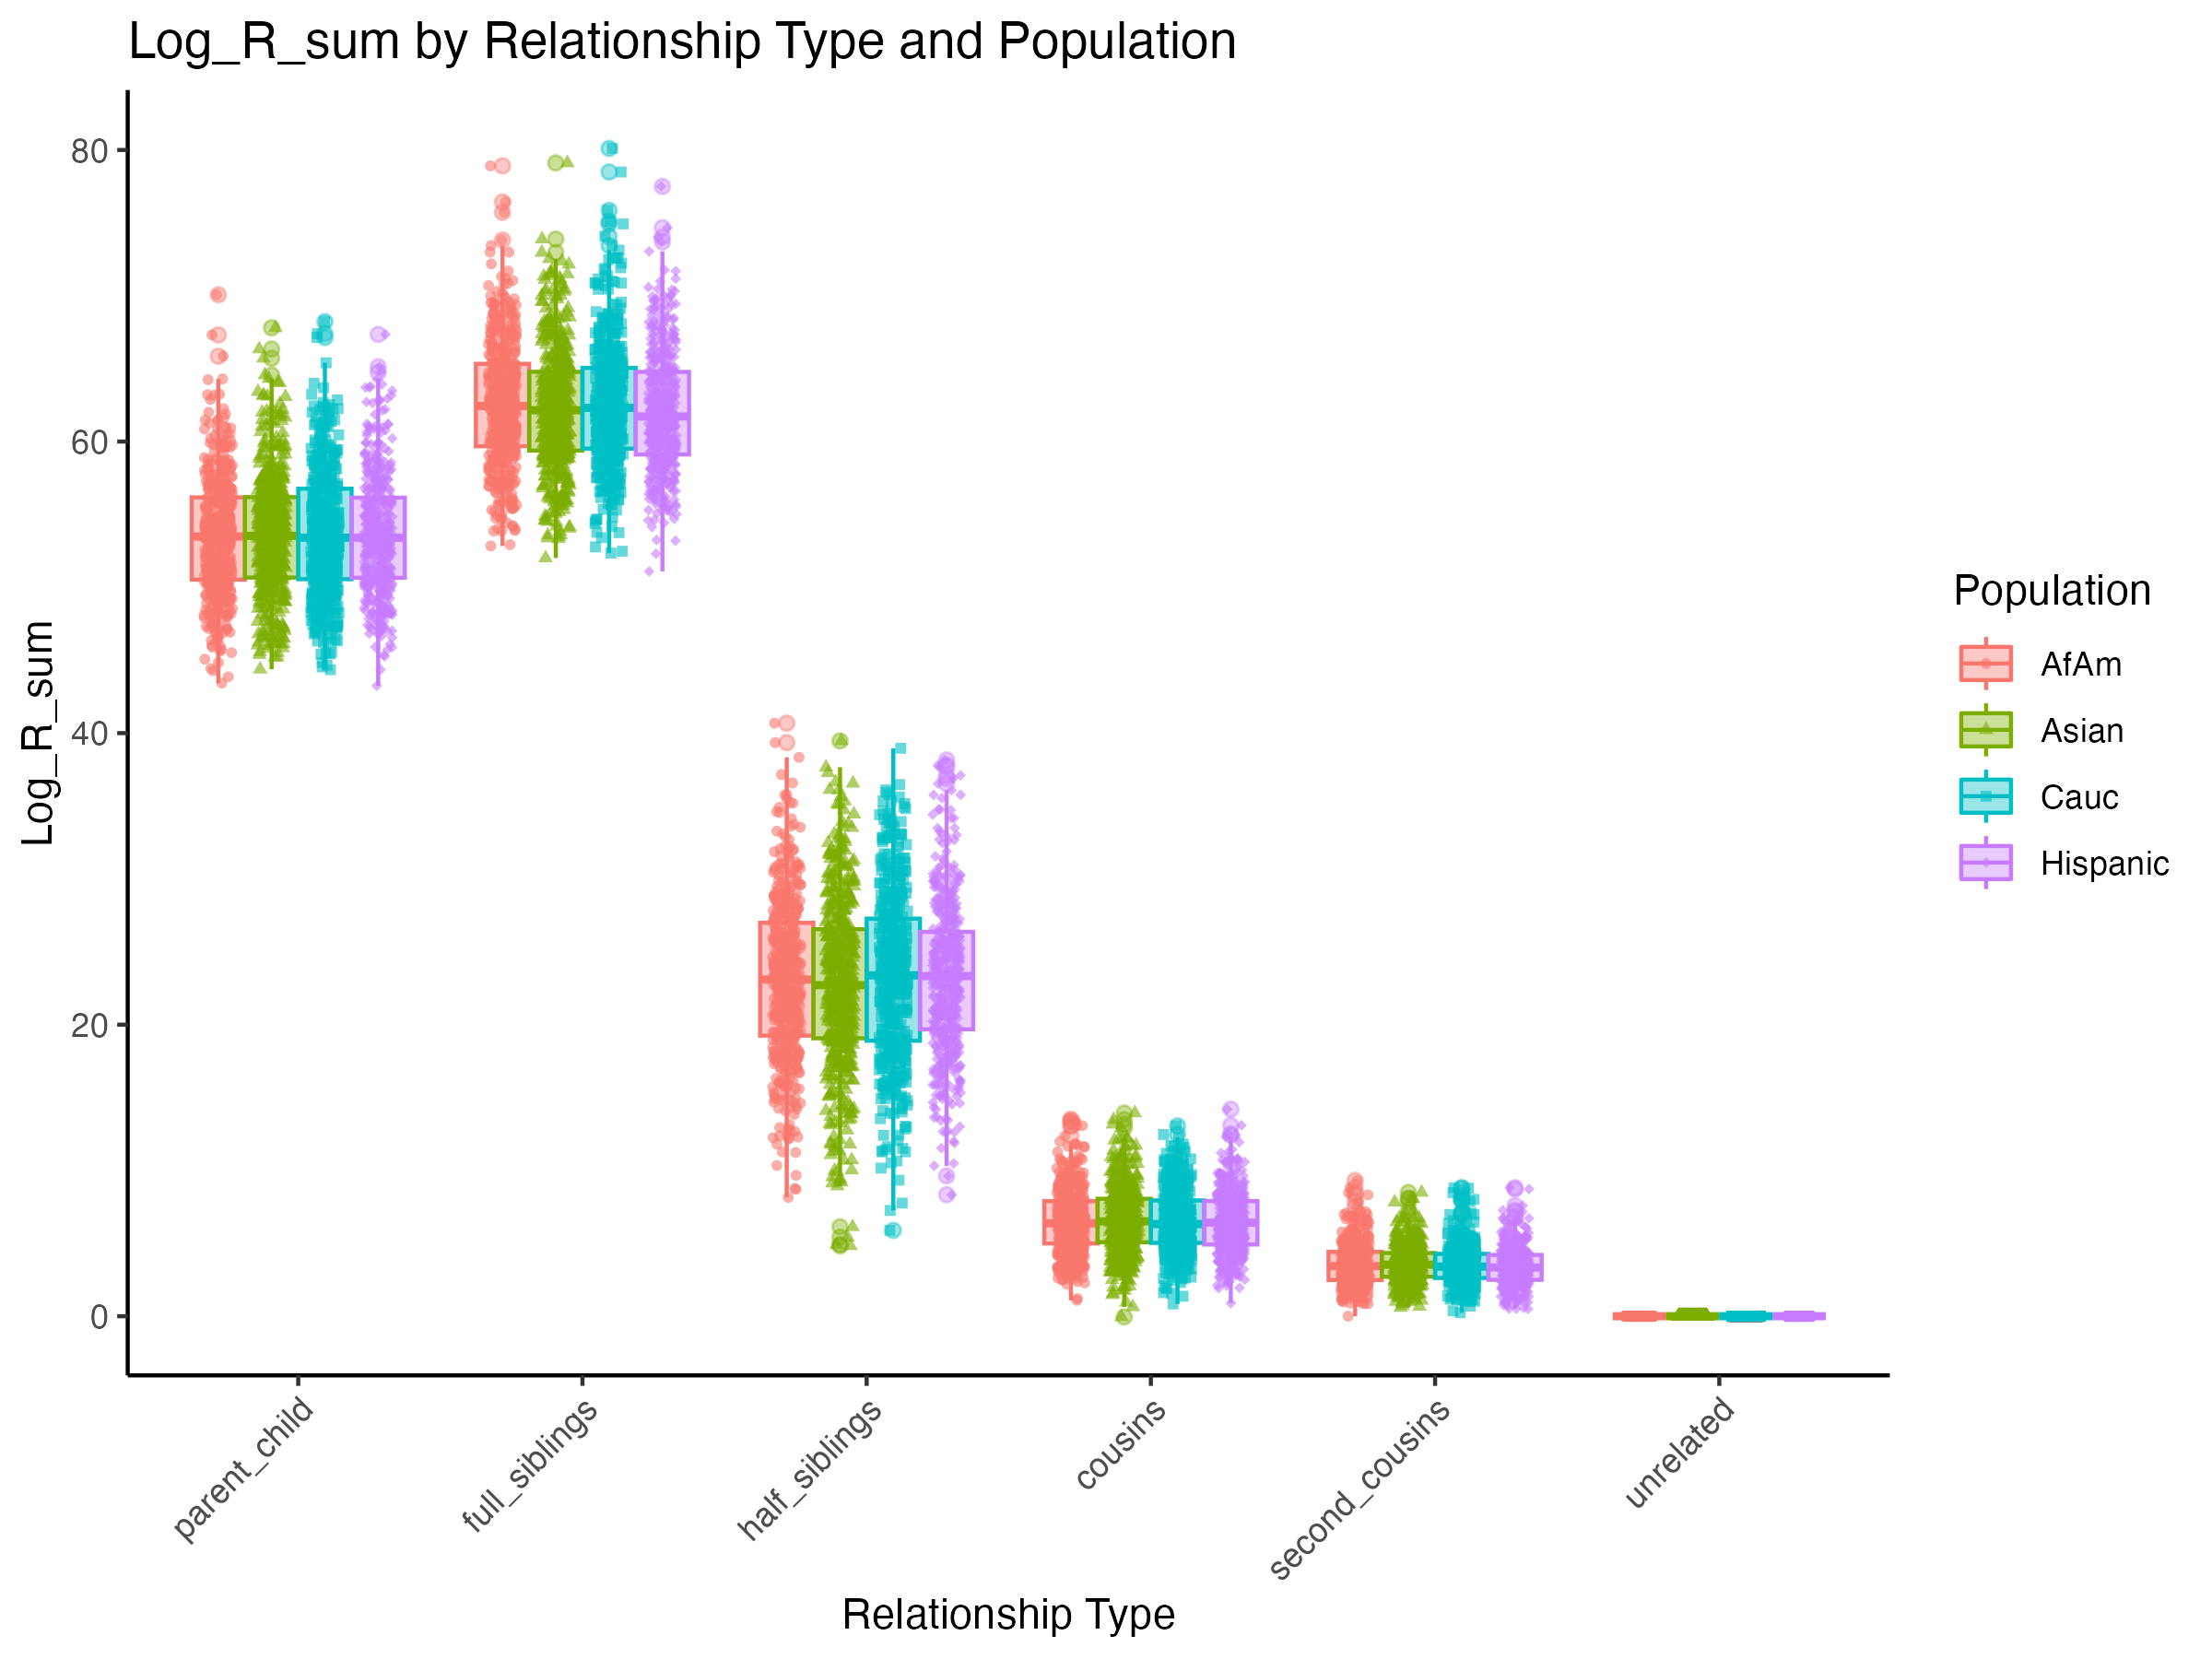 Log_R_sum by Relationship Type and Population
Log_R_sum
80
60
40
20
0
parent_child
full_siblings
half_siblings
cousins
second_cousins
unrelated
Relationship Type
Population
AfAm
Asian
Cauc
Hispanic